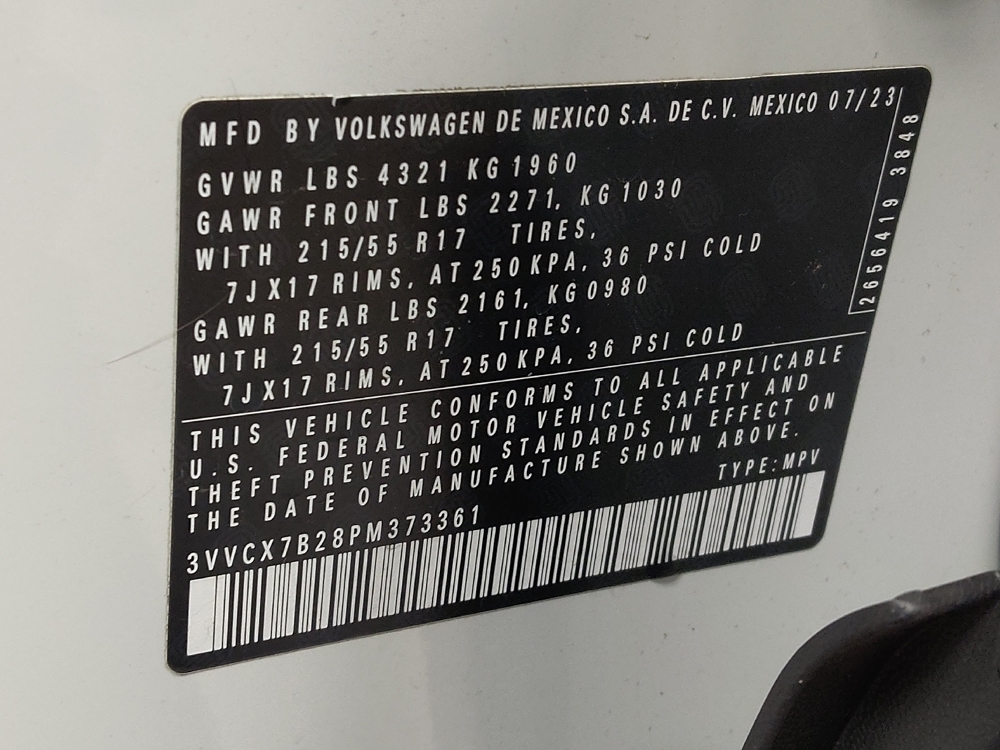 MFD BY VOLKSWAGEN DE MEXICO S.A. DE C.V. MEXICO 07/23
GVWR LBS 4321 KG 1960
GAWR FRONT LBS 2271, KG 1030
WITH 215/55 R17 TIRES,
7JX17 RIMS, AT 250 KPA, 36 PSI COLD
GAWR REAR LBS 2161, KG 0980
WITH 215/55 R17 TIRES,
7JX17 RIMS, AT 250 KPA, 36 PSI COLD
2656419 3848
THIS VEHICLE CONFORMS TO ALL APPLICABLE
U.S. FEDERAL MOTOR VEHICLE SAFETY AND
THEFT PREVENTION STANDARDS IN EFFECT ON
THE DATE OF MANUFACTURE SHOWN ABOVE.
TYPE:MPV
3VVCX7B28PM373361